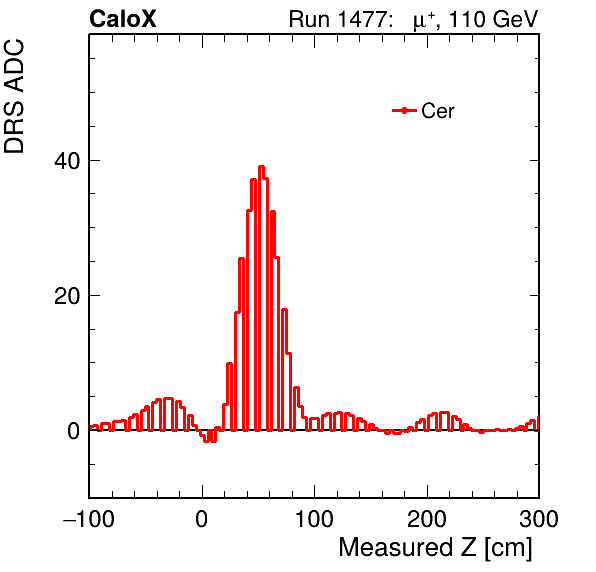 CaloX Run 1477: μ⁺, 110 GeV
DRS ADC
Cer
40
20
0
−100 0 100 200 300
Measured Z [cm]